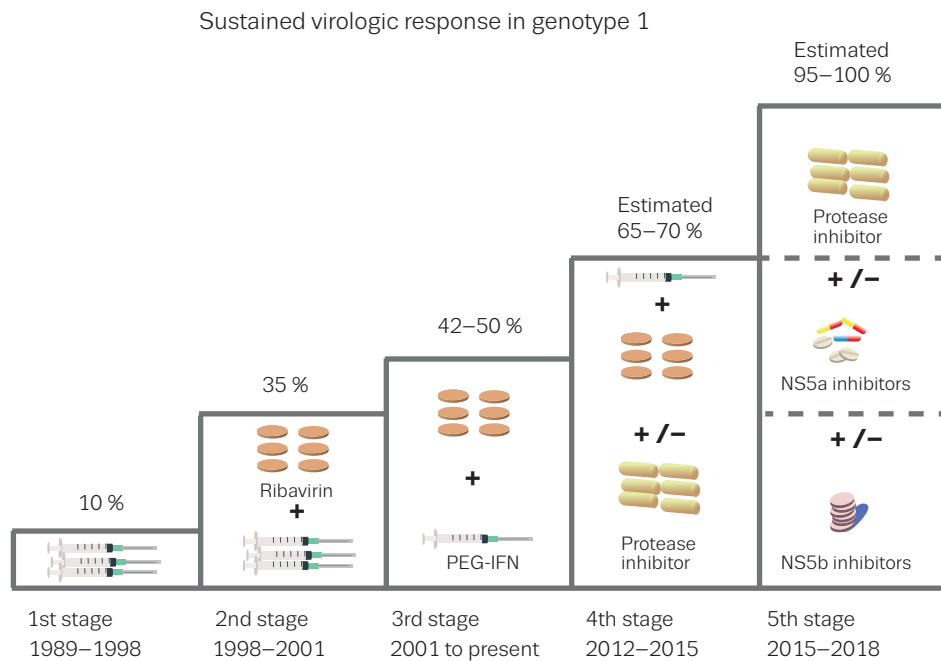 Sustained virologic response in genotype 1
10 %
1st stage
1989–1998
35 %
Ribavirin
+
2nd stage
1998–2001
42–50 %
+
PEG-IFN
3rd stage
2001 to present
Estimated
65–70 %
+
+ /–
Protease
inhibitor
4th stage
2012–2015
Estimated
95–100 %
Protease
inhibitor
+ /–
NS5a inhibitors
+ /–
NS5b inhibitors
5th stage
2015–2018